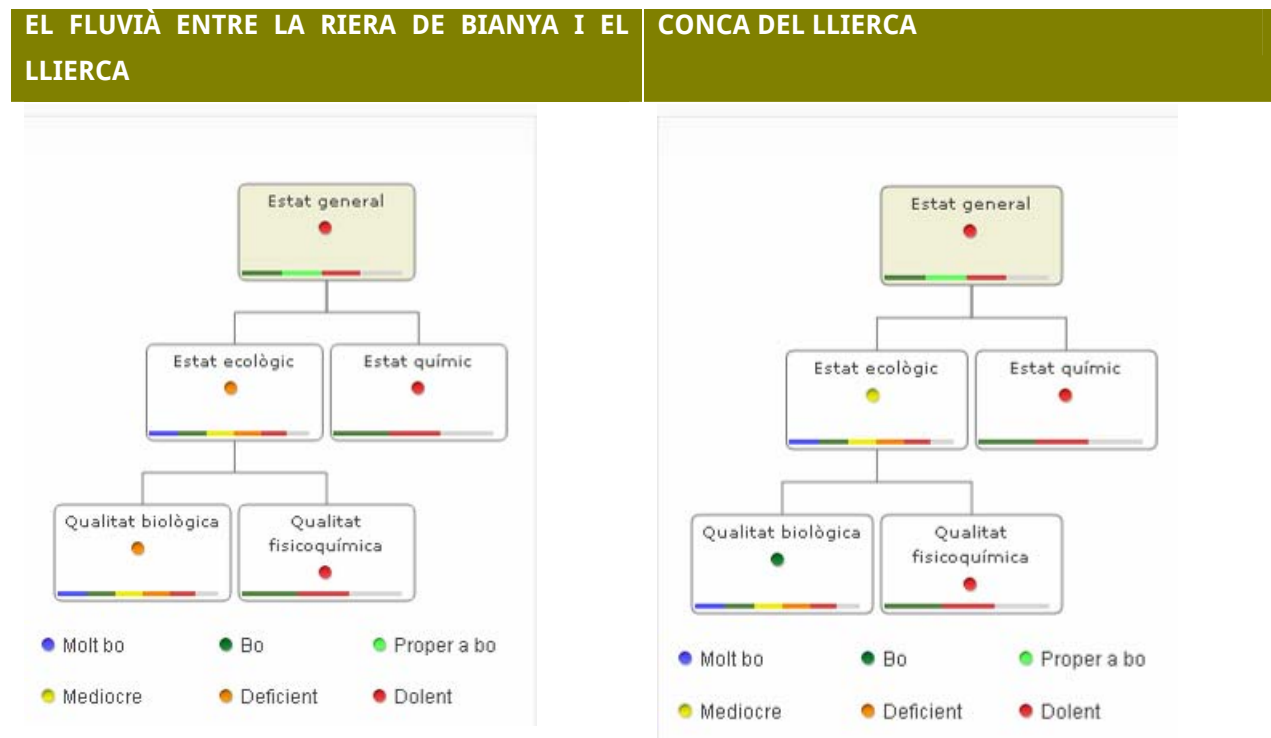 EL FLUVIÀ ENTRE LA RIERA DE BIANYA I EL
LLIERCA
CONCA DEL LLIERCA
Estat general
Estat ecològic
Estat químic
Qualitat biològica
Qualitat
fisicoquímica
Molt bo
Bo
Proper a bo
Mediocre
Deficient
Dolent
Estat general
Estat ecològic
Estat químic
Qualitat biològica
Qualitat
fisicoquímica
Molt bo
Bo
Proper a bo
Mediocre
Deficient
Dolent